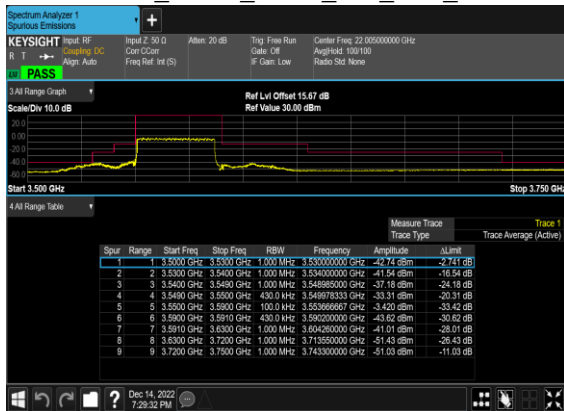 Spectrum Analyzer 1
Spurious Emissions
KEYSIGHT Input: RF Input Z: 50 Ω Atten: 20 dB Trig: Free Run Center Freq: 22.005000000 GHz
R T Coupling: DC Corr CCorr Gate: Off Avg|Hold: 100/100
Align: Auto Freq Ref: Int (S) IF Gain: Low Radio Std: None
PASS
3 All Range Graph
Ref Lvl Offset 15.67 dB
Scale/Div 10.0 dB Ref Value 30.00 dBm
20.0
0.00
-20.0
-40.0
-60.0
Start 3.500 GHz Stop 3.750 GHz
4 All Range Table
Measure Trace Trace 1
Trace Type Trace Average (Active)
Spur Range Start Freq Stop Freq RBW Frequency Amplitude ΔLimit
1 1 3.5000 GHz 3.5300 GHz 1.000 MHz 3.530000000 GHz -42.74 dBm -2.741 dB
2 2 3.5300 GHz 3.5400 GHz 1.000 MHz 3.534000000 GHz -41.54 dBm -16.54 dB
3 3 3.5400 GHz 3.5490 GHz 1.000 MHz 3.548985000 GHz -37.18 dBm -24.18 dB
4 4 3.5490 GHz 3.5500 GHz 430.0 kHz 3.549978333 GHz -33.31 dBm -20.31 dB
5 5 3.5500 GHz 3.5900 GHz 100.0 kHz 3.553666667 GHz -3.420 dBm -33.42 dB
6 6 3.5900 GHz 3.5910 GHz 430.0 kHz 3.590200000 GHz -43.62 dBm -30.62 dB
7 7 3.5910 GHz 3.6300 GHz 1.000 MHz 3.604260000 GHz -41.01 dBm -28.01 dB
8 8 3.6300 GHz 3.7200 GHz 1.000 MHz 3.713550000 GHz -51.43 dBm -26.43 dB
9 9 3.7200 GHz 3.7500 GHz 1.000 MHz 3.743300000 GHz -51.03 dBm -11.03 dB
? Dec 14, 2022
7:29:32 PM